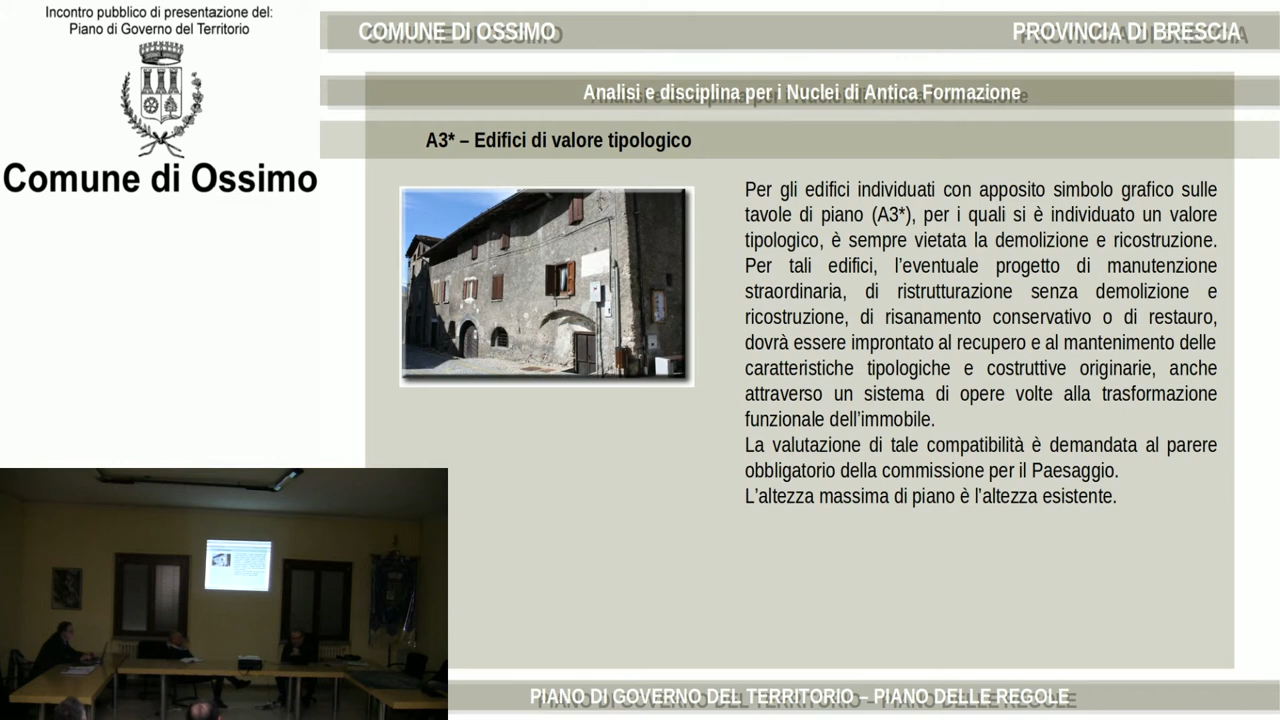 Incontro pubblico di presentazione del:
Piano di Governo del Territorio
Comune di Ossimo
COMUNE DI OSSIMO
PROVINCIA DI BRESCIA
Analisi e disciplina per i Nuclei di Antica Formazione
A3* – Edifici di valore tipologico
Per gli edifici individuati con apposito simbolo grafico sulle
tavole di piano (A3*), per i quali si è individuato un valore
tipologico, è sempre vietata la demolizione e ricostruzione.
Per tali edifici, l’eventuale progetto di manutenzione
straordinaria, di ristrutturazione senza demolizione e
ricostruzione, di risanamento conservativo o di restauro,
dovrà essere improntato al recupero e al mantenimento delle
caratteristiche tipologiche e costruttive originarie, anche
attraverso un sistema di opere volte alla trasformazione
funzionale dell’immobile.
La valutazione di tale compatibilità è demandata al parere
obbligatorio della commissione per il Paesaggio.
L’altezza massima di piano è l’altezza esistente.
PIANO DI GOVERNO DEL TERRITORIO – PIANO DELLE REGOLE